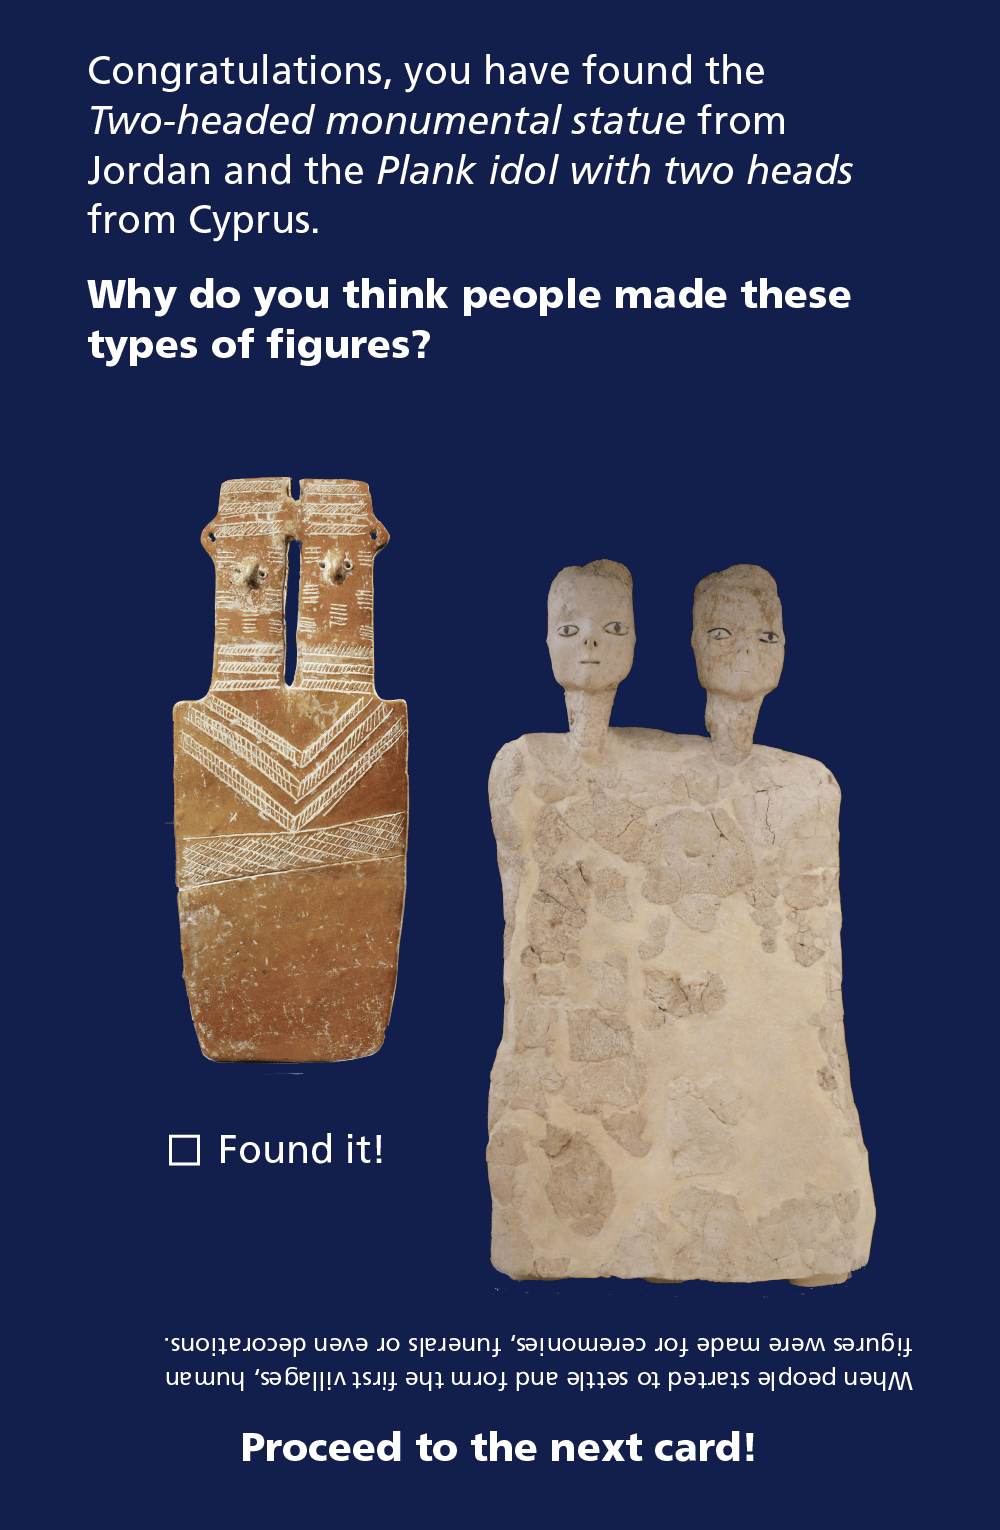 Congratulations, you have found the
Two-headed monumental statue from
Jordan and the Plank idol with two heads
from Cyprus.
Why do you think people made these
types of figures?
Found it!
When people started to settle and form the first villages, human
figures were made for ceremonies, funerals or even decorations.
Proceed to the next card!